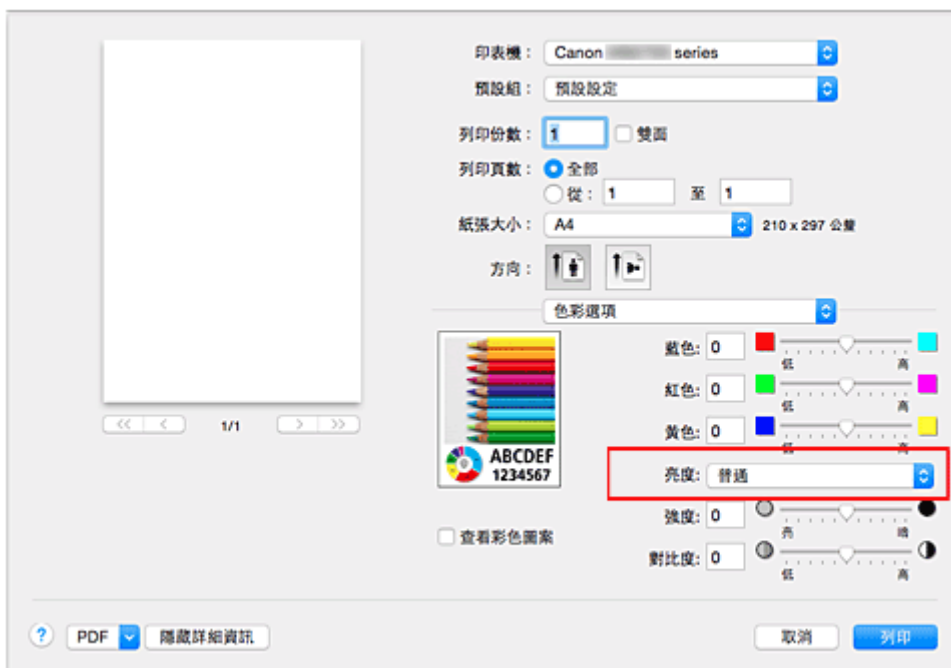 印表機： Canon series
預設組： 預設設定
列印份數： 1 雙面
列印頁數： 全部
從： 1 至 1
紙張大小： A4 210 x 297 公釐
方向：
色彩選項
藍色: 0
低 高
紅色: 0
低 高
黃色: 0
低 高
亮度: 普通
強度: 0
亮 暗
對比度: 0
低 高
ABCDEF
1234567
查看彩色圖案
1/1
? PDF 隱藏詳細資訊 取消 列印